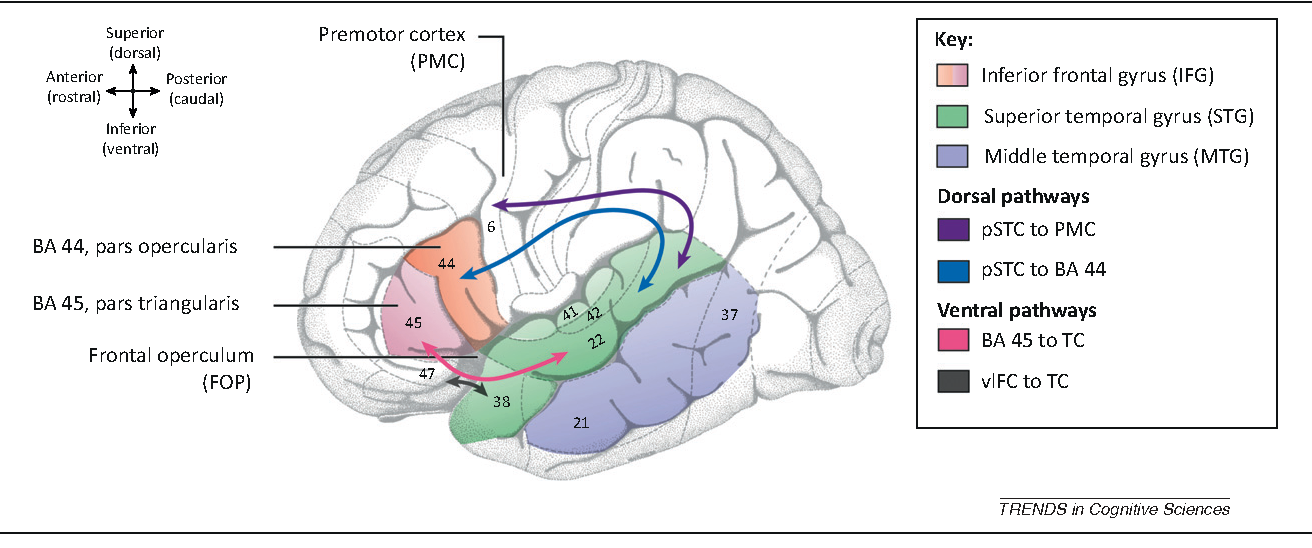 Superior
(dorsal)
Anterior
(rostral)
Posterior
(caudal)
Inferior
(ventral)
Premotor cortex
(PMC)
BA 44, pars opercularis
BA 45, pars triangularis
Frontal operculum
(FOP)
6
44
45
47
41
42
22
38
37
21
Key:
Inferior frontal gyrus (IFG)
Superior temporal gyrus (STG)
Middle temporal gyrus (MTG)
Dorsal pathways
pSTC to PMC
pSTC to BA 44
Ventral pathways
BA 45 to TC
vIFC to TC
TRENDS in Cognitive Sciences